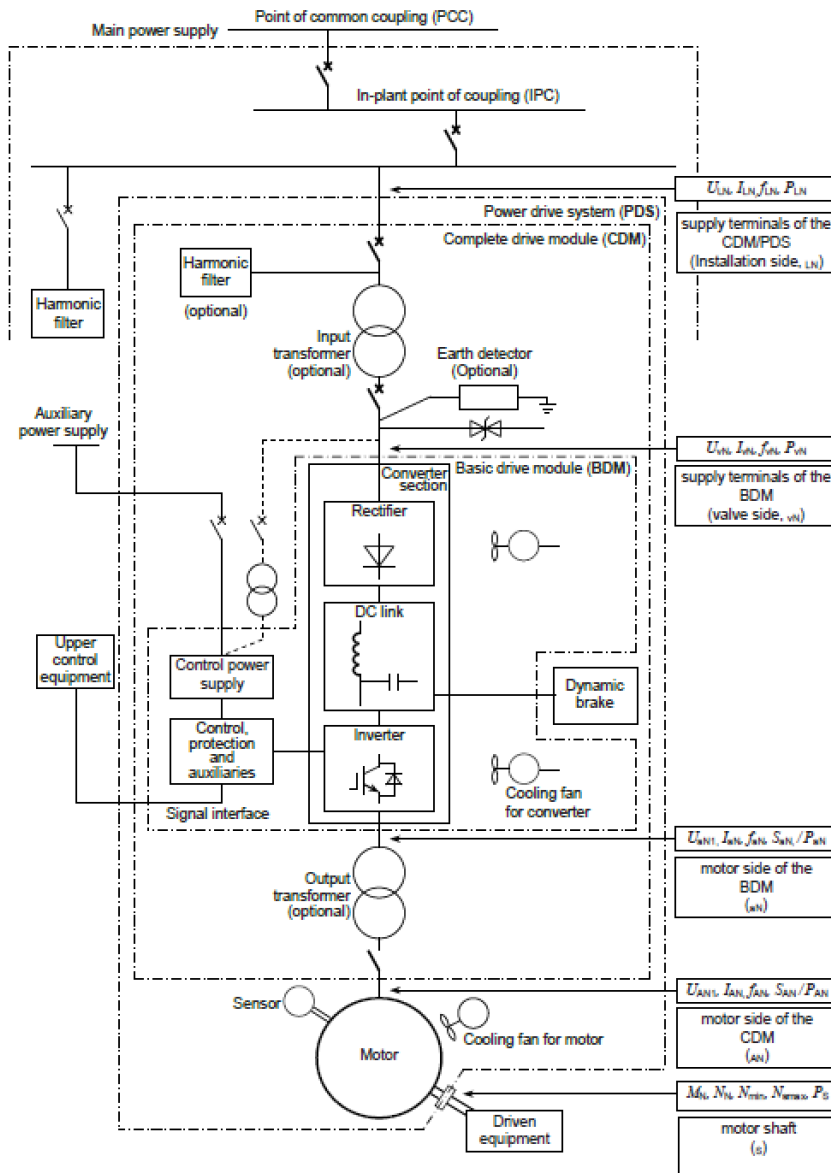 Point of common coupling (PCC)
Main power supply
In-plant point of coupling (IPC)
U_LN, I_LN, f_LN, P_LN
Power drive system (PDS)
supply terminals of the
CDM/PDS
(Installation side, LN)
Complete drive module (CDM)
Harmonic
filter
(optional)
Harmonic
filter
Input
transformer
(optional)
Earth detector
(Optional)
Auxiliary
power supply
U_vN, I_vN, f_vN, P_vN
Basic drive module (BDM)
Converter
section
supply terminals of the
BDM
(valve side, vN)
Rectifier
DC link
Upper
control
equipment
Control power
supply
Dynamic
brake
Control,
protection
and
auxiliaries
Inverter
Signal interface
Cooling fan
for converter
U_aN1, I_aN, f_aN, S_aN,/P_aN
motor side of the
BDM
(aN)
Output
transformer
(optional)
U_AN1, I_AN, f_AN, S_AN/P_AN
Sensor
Motor
Cooling fan for motor
motor side of the
CDM
(AN)
M_N, N_N, N_min, N_smax, P_S
Driven
equipment
motor shaft
(S)